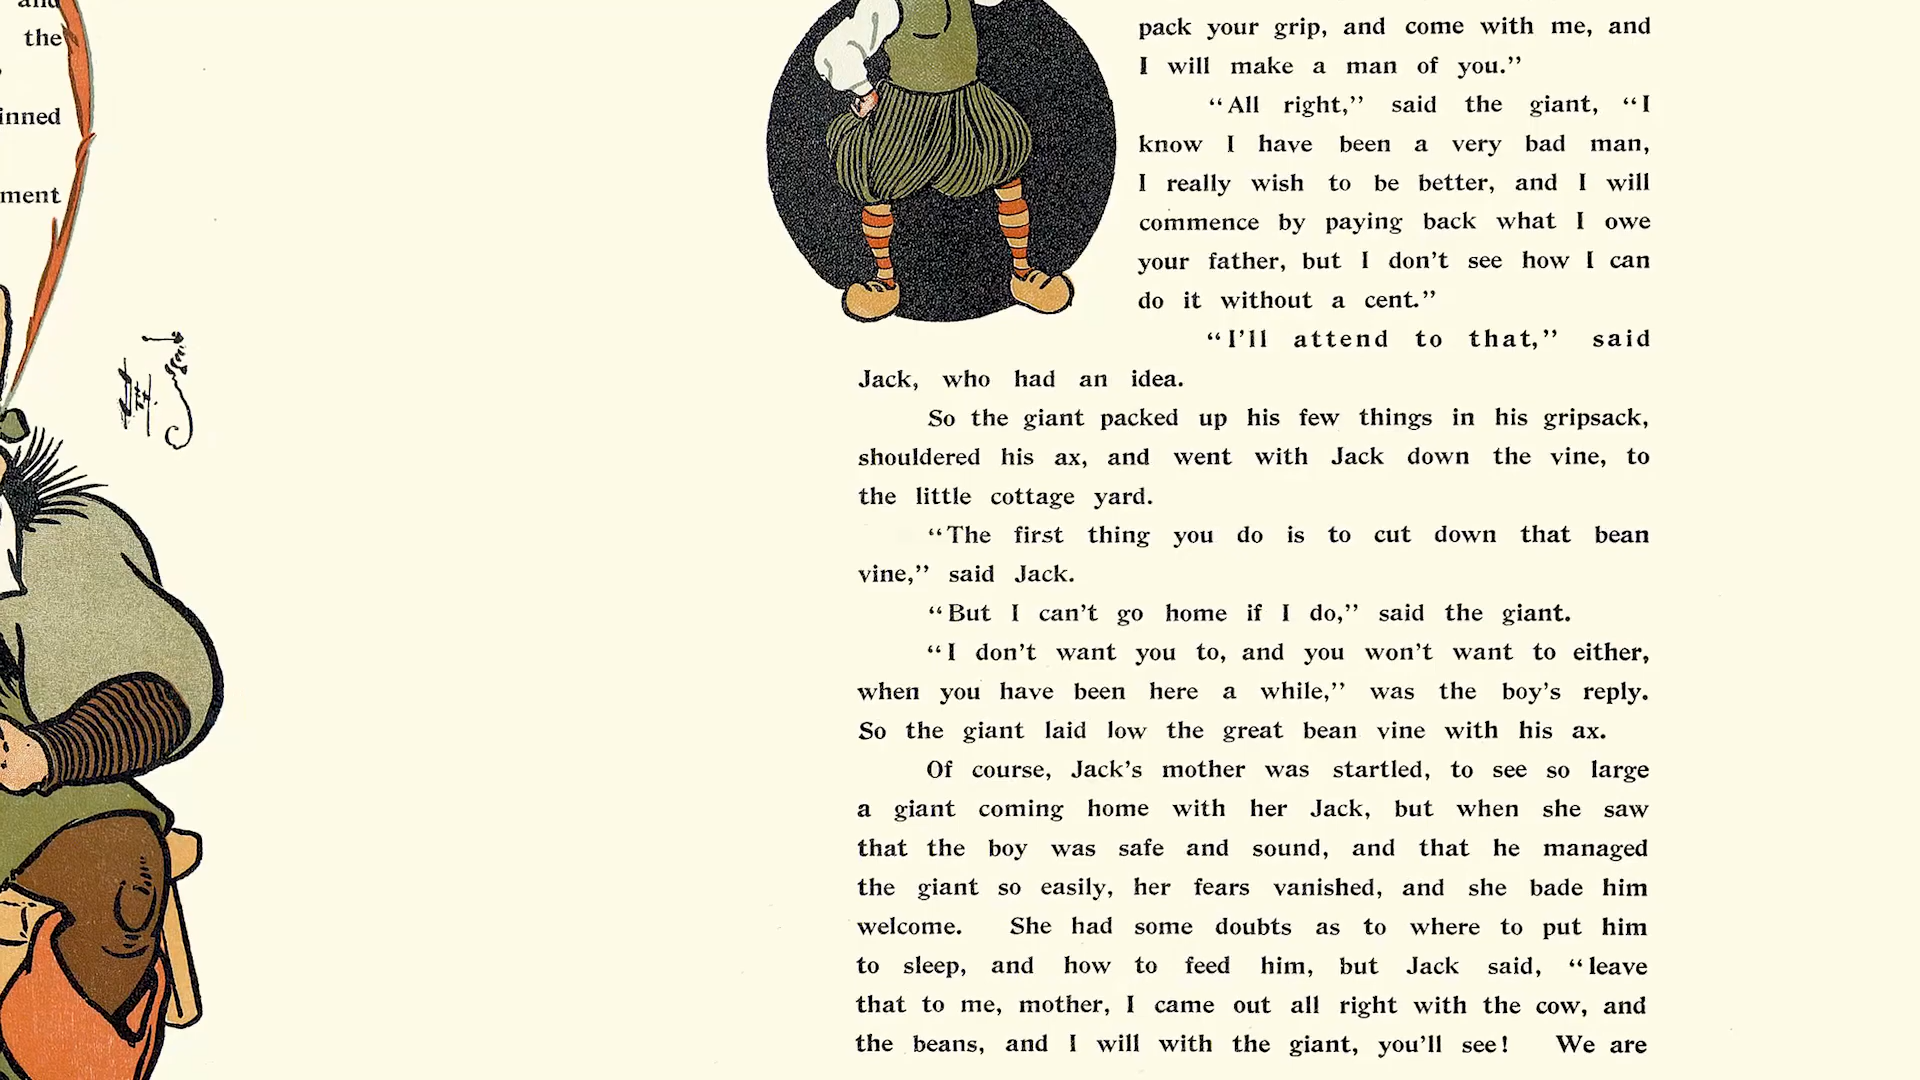 and
the
inned
ment
pack your grip, and come with me, and
I will make a man of you.”
“All right,” said the giant, “I
know I have been a very bad man,
I really wish to be better, and I will
commence by paying back what I owe
your father, but I don’t see how I can
do it without a cent.”
“I’ll attend to that,” said
Jack, who had an idea.
So the giant packed up his few things in his gripsack,
shouldered his ax, and went with Jack down the vine, to
the little cottage yard.
“The first thing you do is to cut down that bean
vine,” said Jack.
“But I can’t go home if I do,” said the giant.
“I don’t want you to, and you won’t want to either,
when you have been here a while,” was the boy’s reply.
So the giant laid low the great bean vine with his ax.
Of course, Jack’s mother was startled, to see so large
a giant coming home with her Jack, but when she saw
that the boy was safe and sound, and that he managed
the giant so easily, her fears vanished, and she bade him
welcome. She had some doubts as to where to put him
to sleep, and how to feed him, but Jack said, “leave
that to me, mother, I came out all right with the cow, and
the beans, and I will with the giant, you’ll see! We are